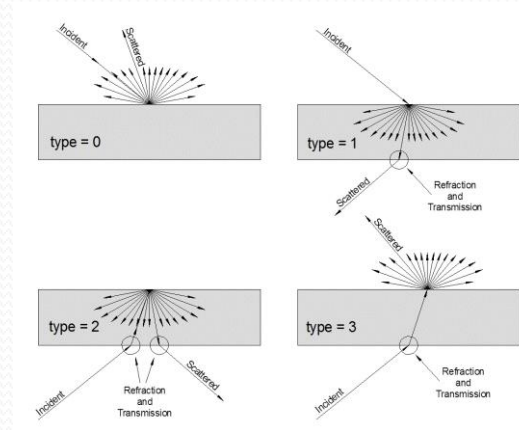 Incident
Scattered
type = 0
Incident
type = 1
Scattered
Refraction
and
Transmission
type = 2
Incident
Refraction
and
Transmission
Scattered
Scattered
type = 3
Incident
Refraction
and
Transmission